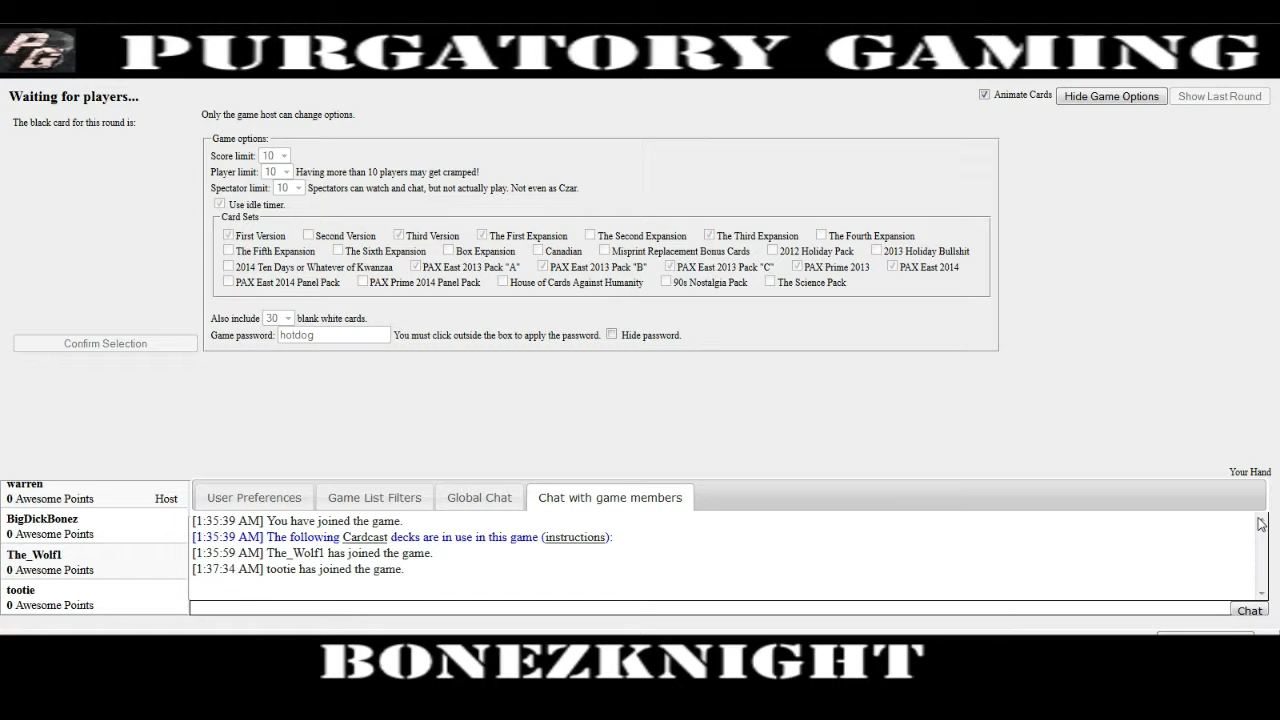 PG PURGATORY GAMING
Waiting for players...
Animate Cards Hide Game Options Show Last Round
The black card for this round is:
Only the game host can change options.
Game options:
Score limit: 10
Player limit: 10 Having more than 10 players may get cramped!
Spectator limit: 10 Spectators can watch and chat, but not actually play. Not even as Czar.
Use idle timer.
Card Sets
First Version Second Version Third Version The First Expansion The Second Expansion The Third Expansion The Fourth Expansion
The Fifth Expansion The Sixth Expansion Box Expansion Canadian Misprint Replacement Bonus Cards 2012 Holiday Pack 2013 Holiday Bullshit
2014 Ten Days or Whatever of Kwanzaa PAX East 2013 Pack "A" PAX East 2013 Pack "B" PAX East 2013 Pack "C" PAX Prime 2013 PAX East 2014
PAX East 2014 Panel Pack PAX Prime 2014 Panel Pack House of Cards Against Humanity 90s Nostalgia Pack The Science Pack
Also include 30 blank white cards.
Game password: hotdog You must click outside the box to apply the password. Hide password.
Confirm Selection
Your Hand
warren
0 Awesome Points Host
BigDickBonez
0 Awesome Points
The_Wolf1
0 Awesome Points
tootie
0 Awesome Points
User Preferences Game List Filters Global Chat Chat with game members
[1:35:39 AM] You have joined the game.
[1:35:39 AM] The following Cardcast decks are in use in this game (instructions):
[1:35:59 AM] The_Wolf1 has joined the game.
[1:37:34 AM] tootie has joined the game.
Chat
BONEZKNIGHT